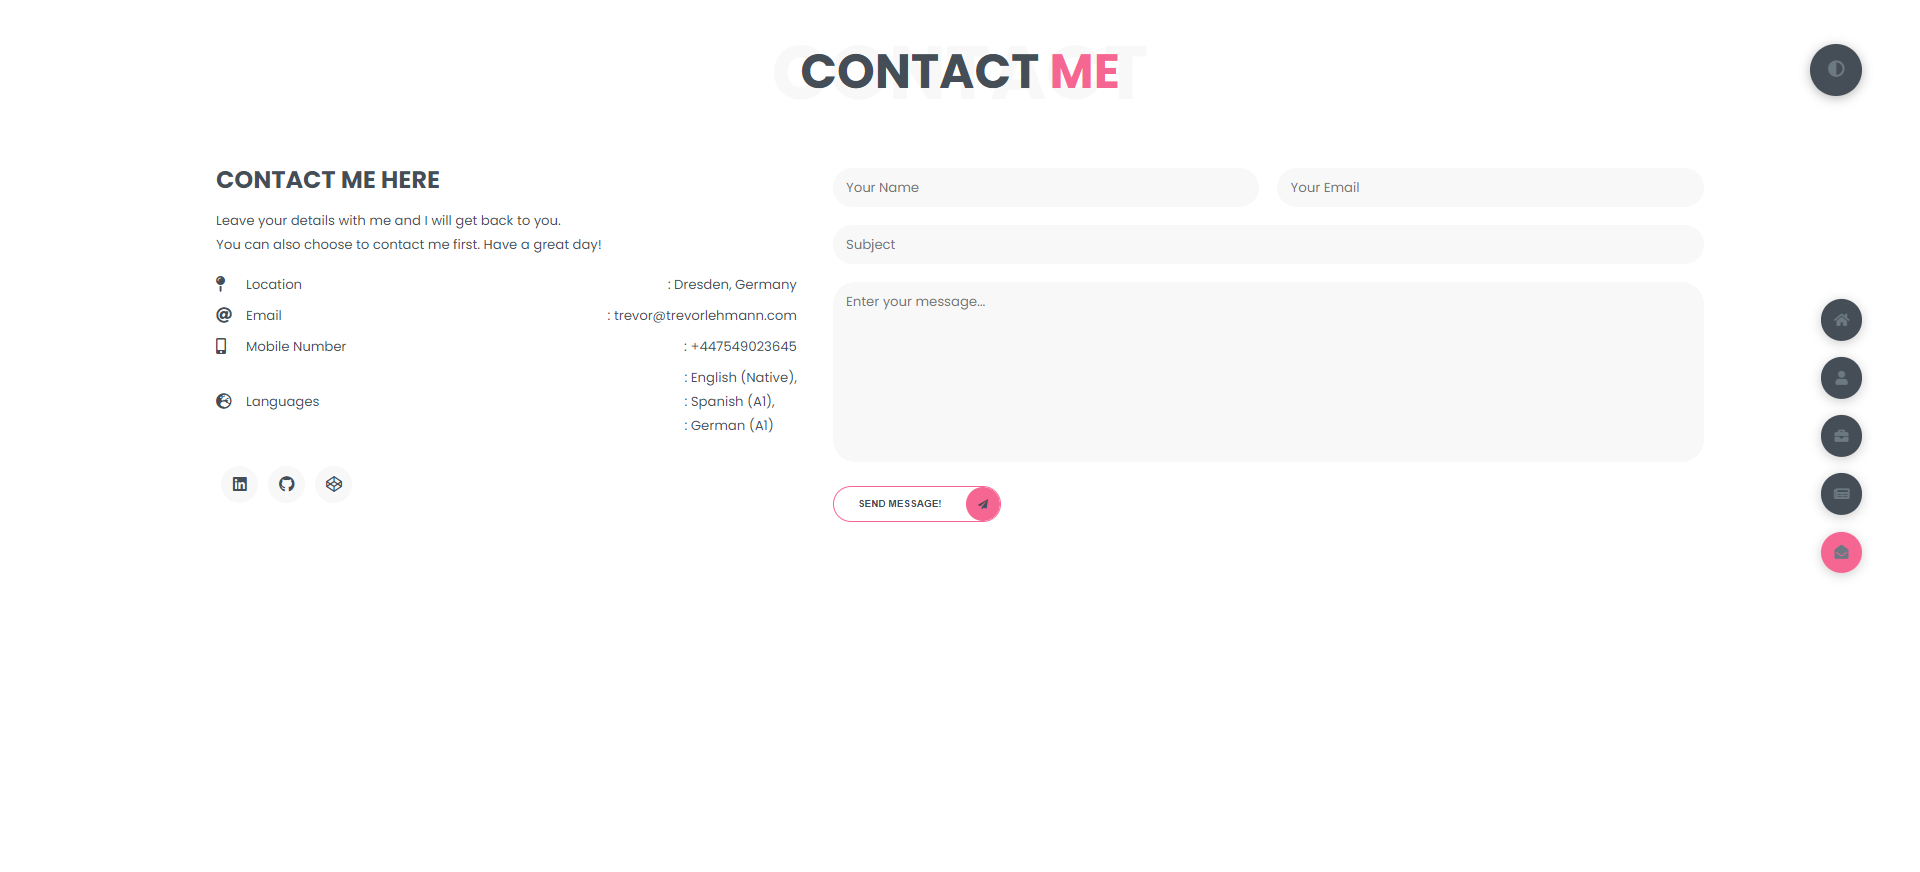 CONTACT
CONTACT ME
CONTACT ME HERE
Leave your details with me and I will get back to you.
You can also choose to contact me first. Have a great day!
Location : Dresden, Germany
Email : trevor@trevorlehmann.com
Mobile Number : +447549023645
Languages : English (Native),
: Spanish (A1),
: German (A1)
Your Name Your Email
Subject
Enter your message...
SEND MESSAGE!